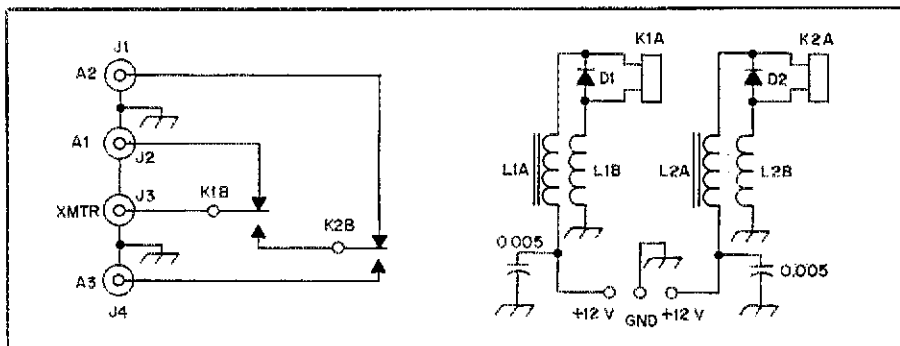 J1
A2
A1
J2
K1B
J3
XMTR
K2B
A3
J4
K1A
D1
L1A
L1B
0.005
K2A
D2
L2A
L2B
0.005
+12 V
GND
+12 V